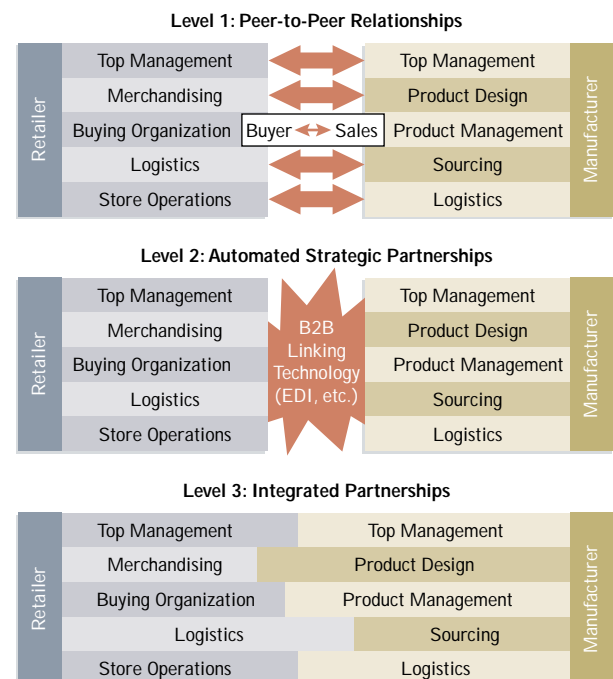 Level 1: Peer-to-Peer Relationships
Retailer
Top Management
Top Management
Merchandising
Product Design
Buying Organization
Buyer
Sales
Product Management
Logistics
Sourcing
Store Operations
Logistics
Manufacturer
Level 2: Automated Strategic Partnerships
Retailer
Top Management
Merchandising
Buying Organization
Logistics
Store Operations
B2B
Linking
Technology
(EDI, etc.)
Top Management
Product Design
Product Management
Sourcing
Logistics
Manufacturer
Level 3: Integrated Partnerships
Retailer
Top Management
Top Management
Merchandising
Product Design
Buying Organization
Product Management
Logistics
Sourcing
Store Operations
Logistics
Manufacturer